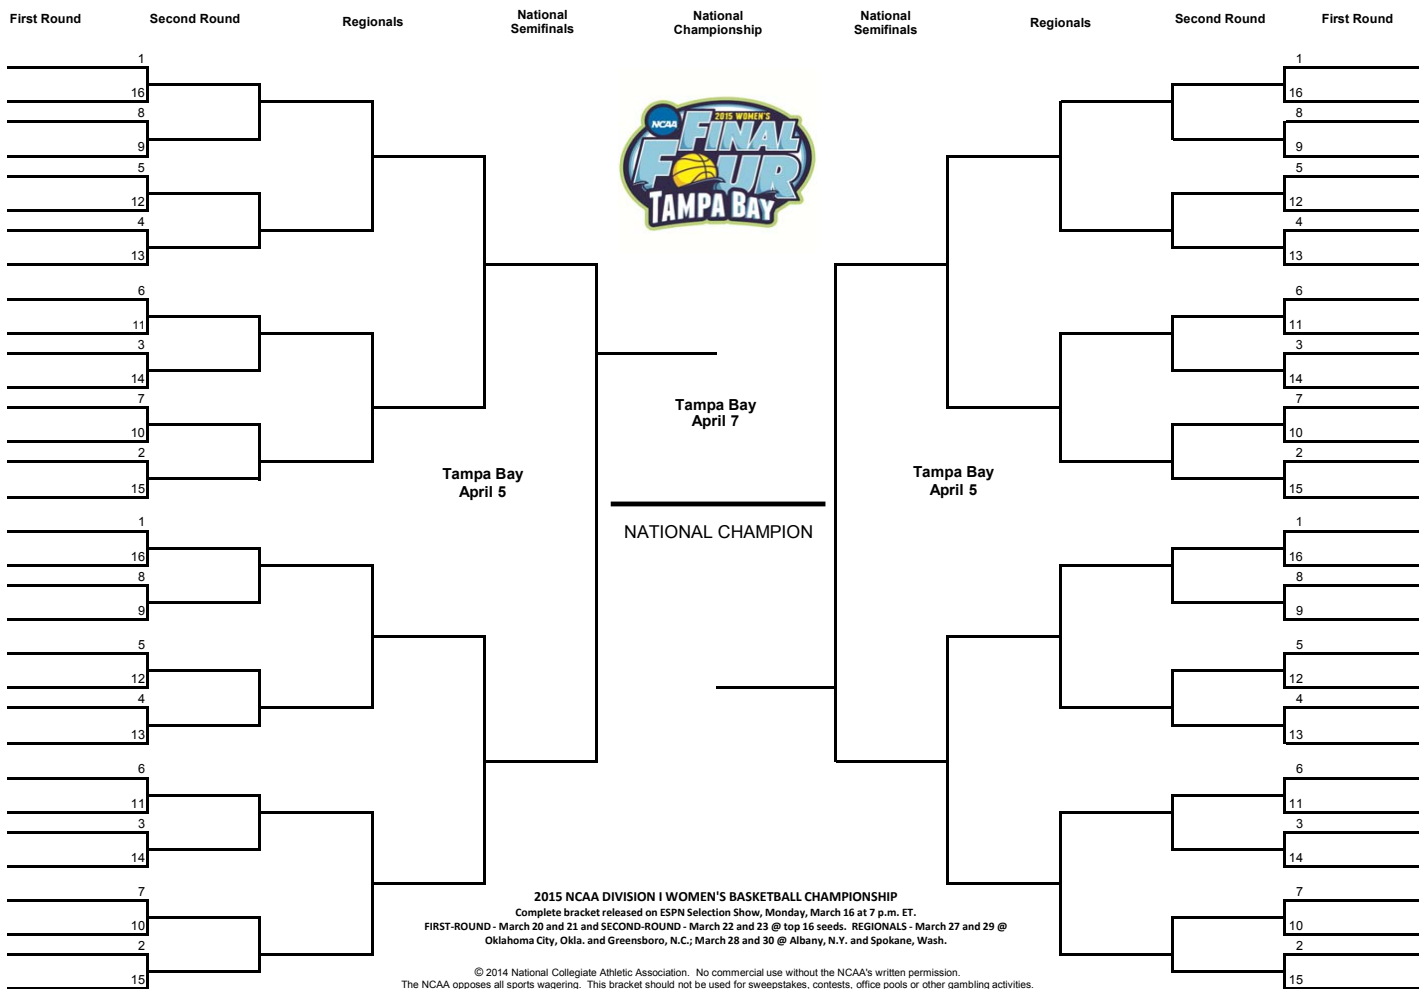 First Round
Second Round
Regionals
National
Semifinals
National
Championship
National
Semifinals
Regionals
Second Round
First Round
1
16
8
9
5
12
4
13
6
11
3
14
7
10
2
15
1
16
8
9
5
12
4
13
6
11
3
14
7
10
2
15
NCAA
2015 WOMEN'S
FINAL
FOUR
TAMPA BAY
Tampa Bay
April 7
Tampa Bay
April 5
Tampa Bay
April 5
NATIONAL CHAMPION
1
16
8
9
5
12
4
13
6
11
3
14
7
10
2
15
1
16
8
9
5
12
4
13
6
11
3
14
7
10
2
15
2015 NCAA DIVISION I WOMEN'S BASKETBALL CHAMPIONSHIP
Complete bracket released on ESPN Selection Show, Monday, March 16 at 7 p.m. ET.
FIRST-ROUND - March 20 and 21 and SECOND-ROUND - March 22 and 23 @ top 16 seeds. REGIONALS - March 27 and 29 @
Oklahoma City, Okla. and Greensboro, N.C.; March 28 and 30 @ Albany, N.Y. and Spokane, Wash.
© 2014 National Collegiate Athletic Association. No commercial use without the NCAA's written permission.
The NCAA opposes all sports wagering. This bracket should not be used for sweepstakes, contests, office pools or other gambling activities.